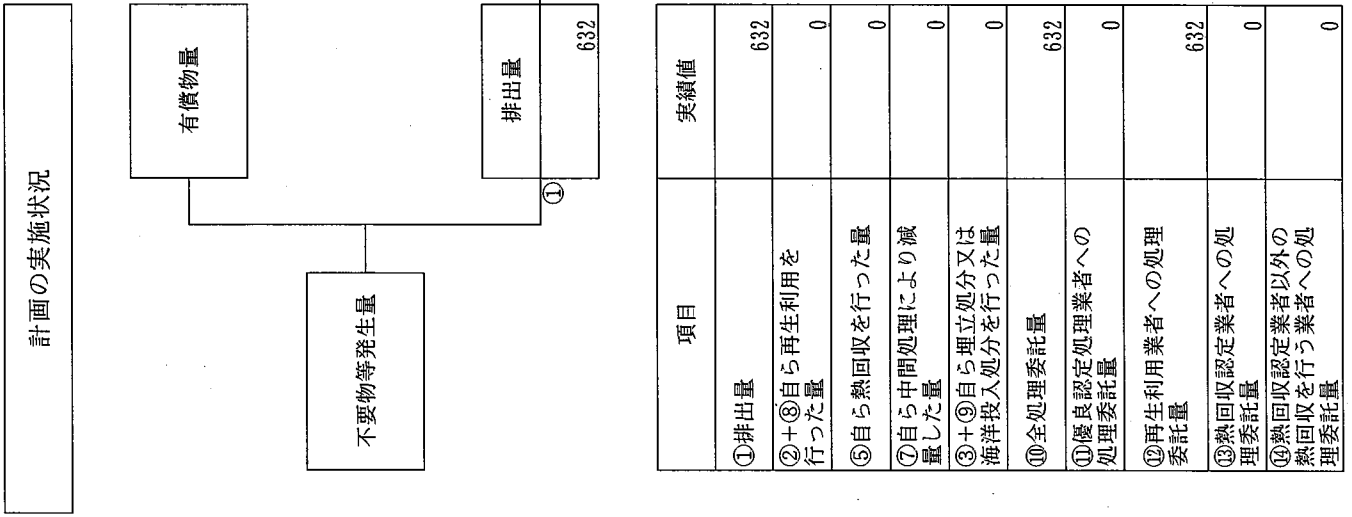 計画の実施状況
有償物量
不要物等発生量
排出量
①
632
項目
実績値
①排出量
632
②+⑧自ら再生利用を
行った量
0
⑤自ら熱回収を行った量
0
⑦自ら中間処理により減
量した量
0
③+⑨自ら埋立処分又は
海洋投入処分を行った量
0
⑩全処理委託量
632
⑪優良認定処理業者への
処理委託量
0
⑫再生利用業者への処理
委託量
632
⑬熱回収認定業者への処
理委託量
0
⑭熱回収認定業者以外の
熱回収を行う業者への処
理委託量
0